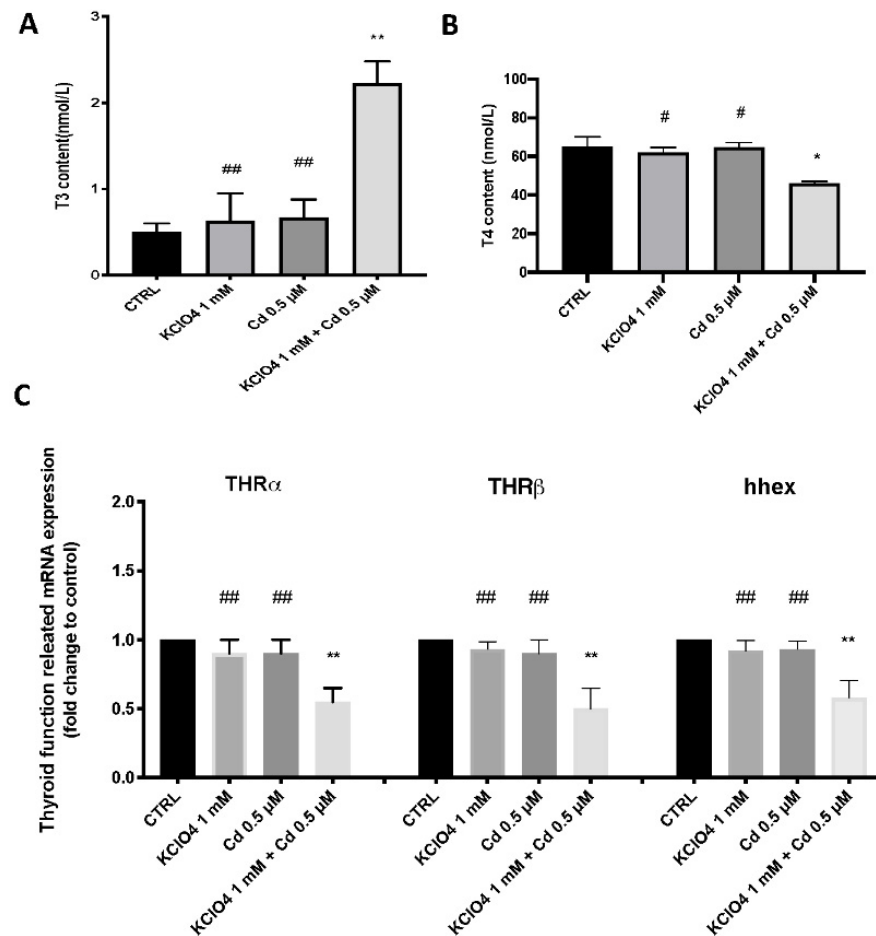 A
T3 content(nmol/L)
3
2
1
0
##
##
**
CTRL
KClO4 1 mM
Cd 0.5 µM
KClO4 1 mM + Cd 0.5 µM
B
T4 content (nmol/L)
100
80
60
40
20
0
#
#
*
CTRL
KClO4 1 mM
Cd 0.5 µM
KClO4 1 mM + Cd 0.5 µM
C
Thyroid function releated mRNA expression
(fold change to control)
THRα
THRβ
hhex
2.0
1.5
1.0
0.5
0.0
##
##
**
##
##
**
##
##
**
CTRL
KClO4 1 mM
Cd 0.5 µM
KClO4 1 mM + Cd 0.5 µM
CTRL
KClO4 1 mM
Cd 0.5 µM
KClO4 1 mM + Cd 0.5 µM
CTRL
KClO4 1 mM
Cd 0.5 µM
KClO4 1 mM + Cd 0.5 µM